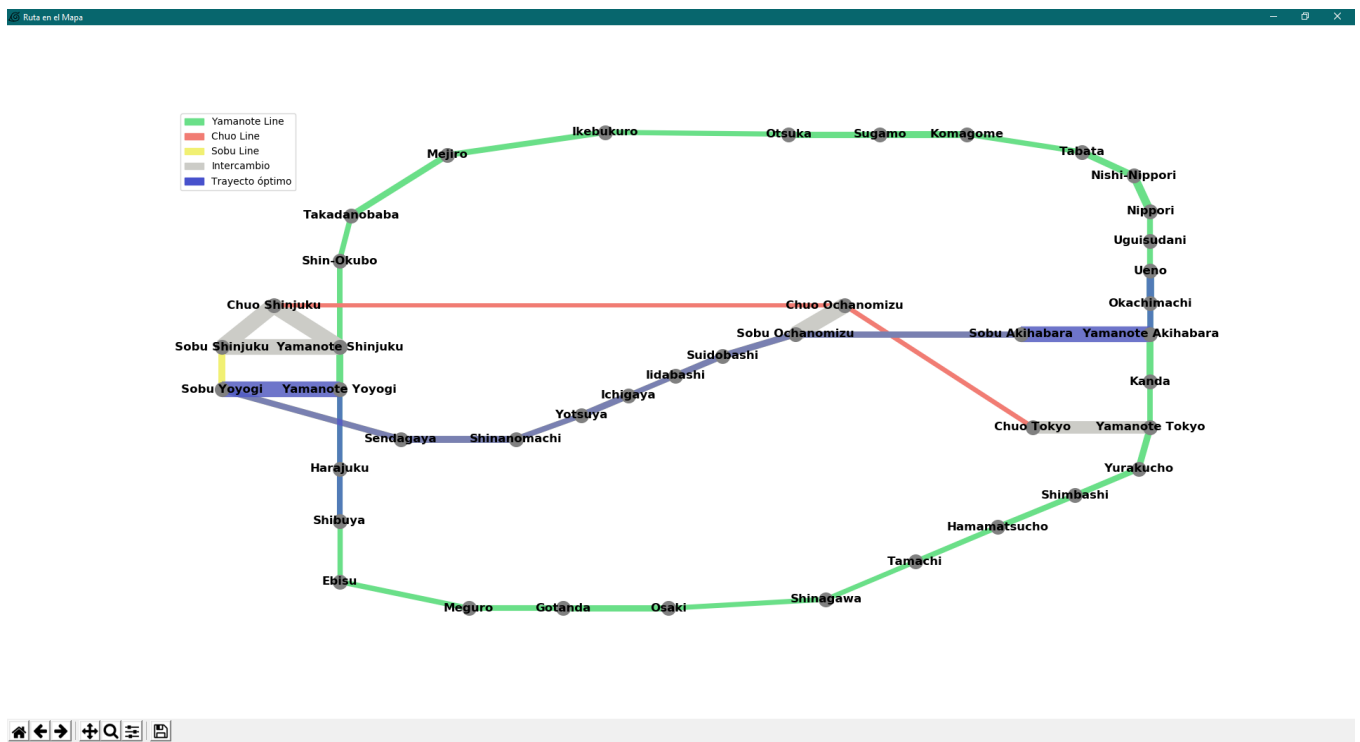 Ruta en el Mapa
Yamanote Line
Chuo Line
Sobu Line
Intercambio
Trayecto óptimo
Ikebukuro
Otsuka
Sugamo
Komagome
Tabata
Mejiro
Nishi-Nippori
Takadanobaba
Nippori
Uguisudani
Shin-Okubo
Ueno
Chuo Shinjuku
Chuo Ochanomizu
Okachimachi
Sobu Shinjuku
Yamanote Shinjuku
Sobu Ochanomizu
Sobu Akihabara
Yamanote Akihabara
Suidobashi
Iidabashi
Sobu Yoyogi
Yamanote Yoyogi
Kanda
Ichigaya
Yotsuya
Chuo Tokyo
Yamanote Tokyo
Sendagaya
Shinanomachi
Harajuku
Yurakucho
Shimbashi
Shibuya
Hamamatsucho
Tamachi
Ebisu
Shinagawa
Meguro
Gotanda
Osaki